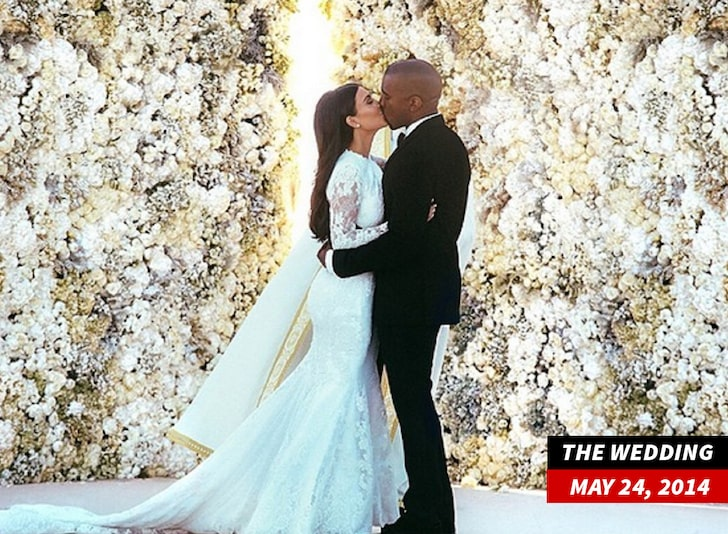 THE WEDDING
MAY 24, 2014